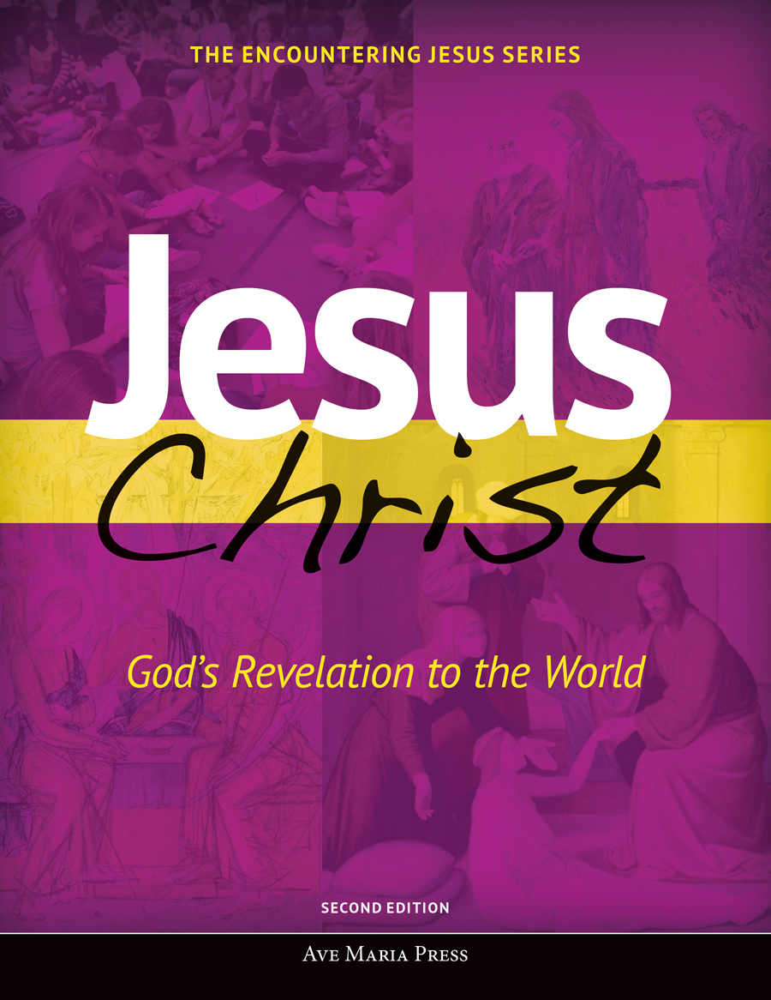 THE ENCOUNTERING JESUS SERIES
Jesus
Christ
God's Revelation to the World
SECOND EDITION
AVE MARIA PRESS